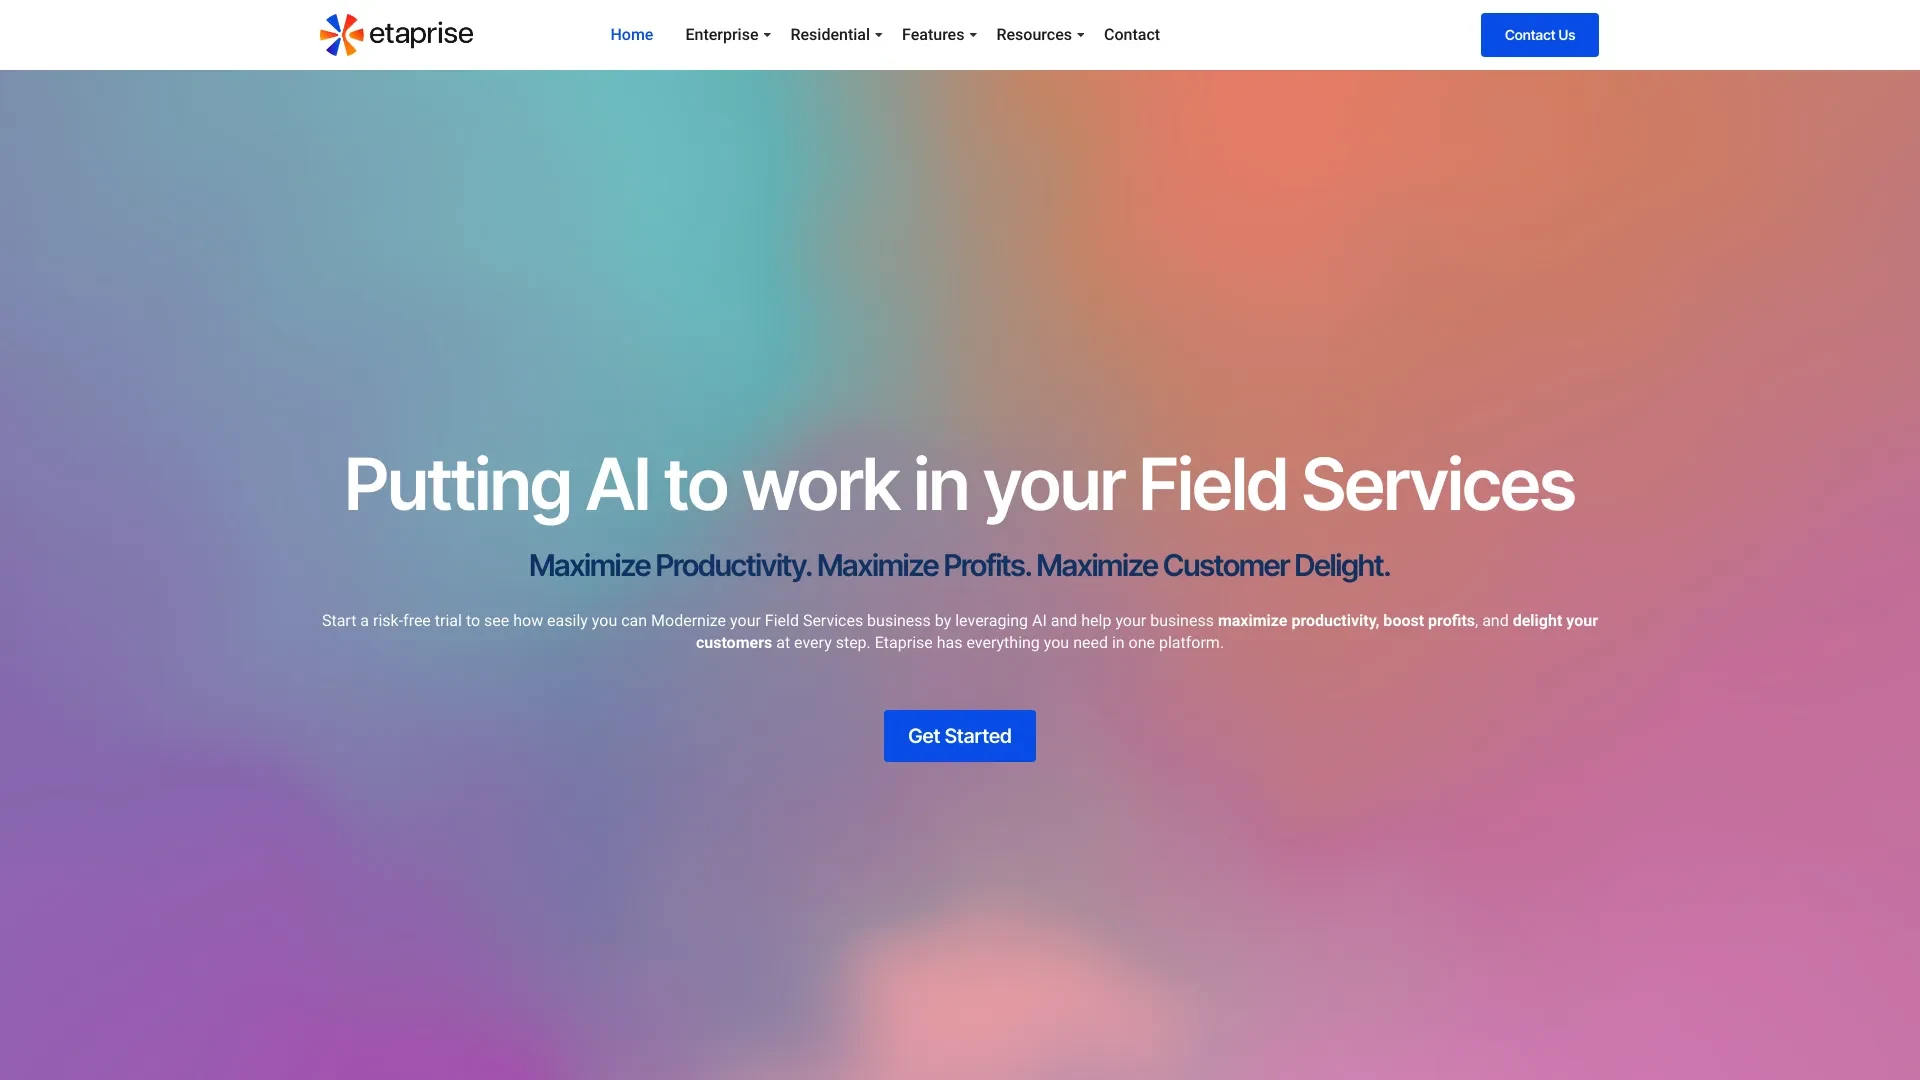 etaprise
Home
Enterprise
Residential
Features
Resources
Contact
Contact Us
Putting AI to work in your Field Services
Maximize Productivity. Maximize Profits. Maximize Customer Delight.
Start a risk-free trial to see how easily you can Modernize your Field Services business by leveraging AI and help your business maximize productivity, boost profits, and delight your
customers at every step. Etaprise has everything you need in one platform.
Get Started